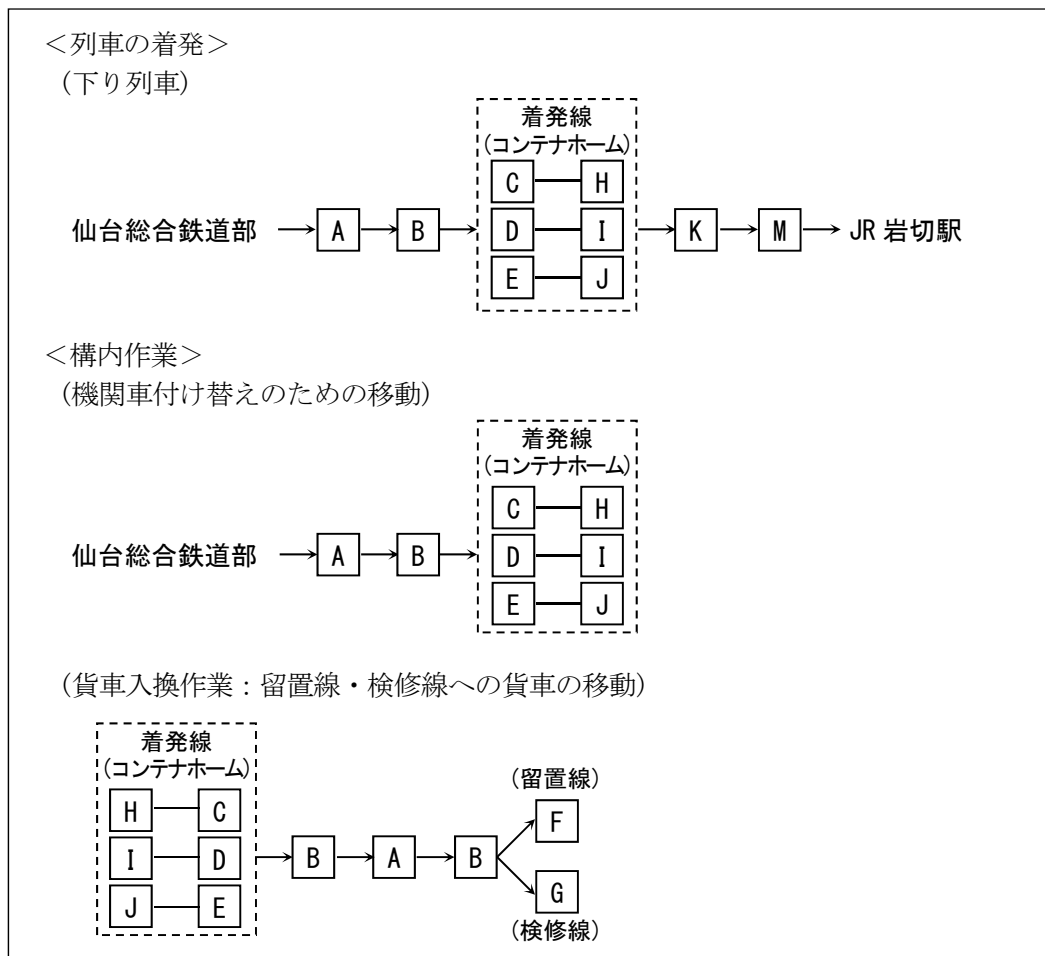 ＜列車の着発＞
（下り列車）
着発線
（コンテナホーム）
C H
仙台総合鉄道部 A B D I K M JR 岩切駅
E J
＜構内作業＞
（機関車付け替えのための移動）
着発線
（コンテナホーム）
C H
仙台総合鉄道部 A B D I
E J
（貨車入換作業：留置線・検修線への貨車の移動）
着発線
（コンテナホーム）
（留置線）
H C F
I D B A B
J E G
（検修線）